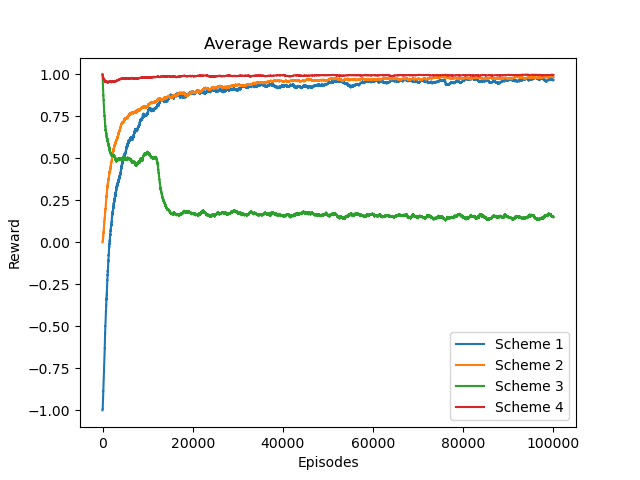 Average Rewards per Episode
Reward
1.00
0.75
0.50
0.25
0.00
−0.25
−0.50
−0.75
−1.00
0 20000 40000 60000 80000 100000
Episodes
Scheme 1
Scheme 2
Scheme 3
Scheme 4